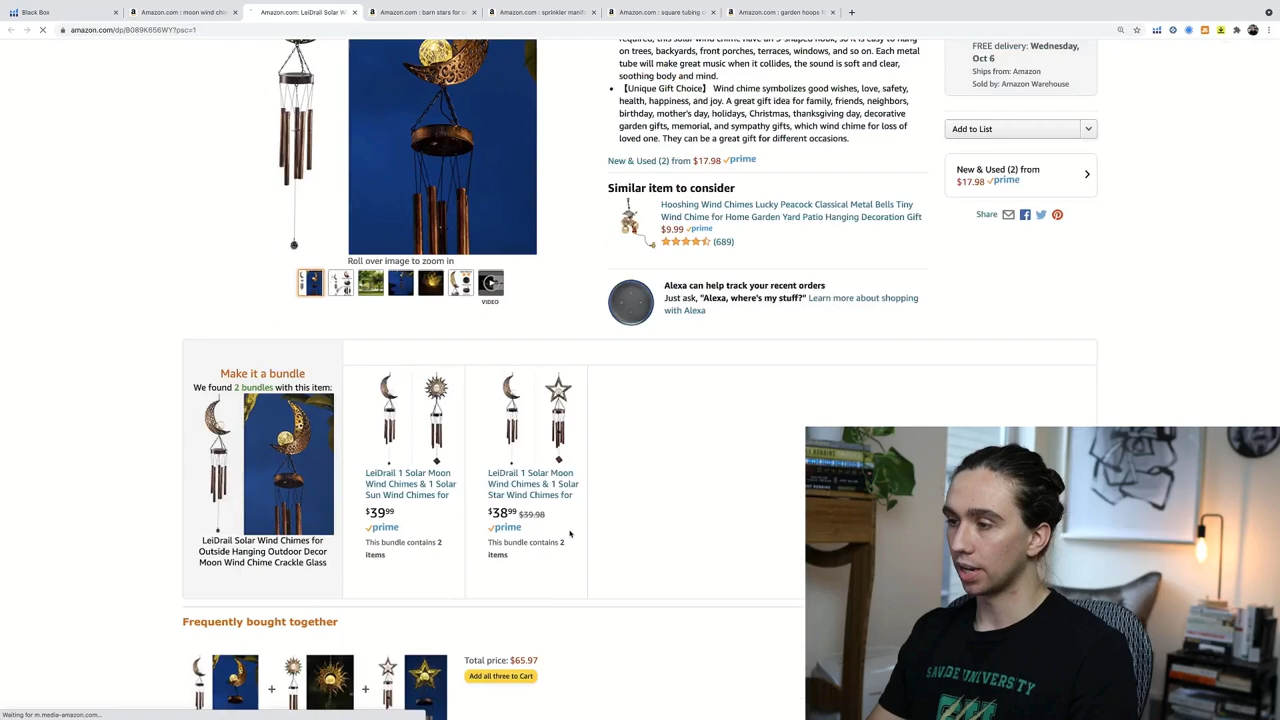 Black Box
Amazon.com : moon wind chi
Amazon.com: LeiDrail Solar W
Amazon.com : barn stars for o
Amazon.com : sprinkler manif
Amazon.com : square tubing c
Amazon.com : garden hoops f
amazon.com/dp/B089K656WY?psc=1
required, this solar wind chime have an S-shaped hook, so it is easy to hang
on trees, backyards, front porches, terraces, windows, and so on. Each metal
tube will make great music when it collides, the sound is soft and clear,
soothing body and mind.
【Unique Gift Choice】 Wind chime symbolizes good wishes, love, safety,
health, happiness, and joy. A great gift idea for family, friends, neighbors,
birthday, mother's day, holidays, Christmas, thanksgiving day, decorative
garden gifts, memorial, and sympathy gifts, which wind chime for loss of
loved one. They can be a great gift for different occasions.
New & Used (2) from $17.98 prime
Similar item to consider
Hooshing Wind Chimes Lucky Peacock Classical Metal Bells Tiny
Wind Chime for Home Garden Yard Patio Hanging Decoration Gift
$9.99 prime
(689)
Alexa can help track your recent orders
Just ask, "Alexa, where's my stuff?" Learn more about shopping
with Alexa
FREE delivery: Wednesday,
Oct 6
Ships from: Amazon
Sold by: Amazon Warehouse
Add to List
New & Used (2) from
$17.98 prime
Share
Roll over image to zoom in
VIDEO
Make it a bundle
We found 2 bundles with this item:
LeiDrail Solar Wind Chimes for
Outside Hanging Outdoor Decor
Moon Wind Chime Crackle Glass
LeiDrail 1 Solar Moon
Wind Chimes & 1 Solar
Sun Wind Chimes for
$3999
prime
This bundle contains 2
items
LeiDrail 1 Solar Moon
Wind Chimes & 1 Solar
Star Wind Chimes for
$3899 $39.98
prime
This bundle contains 2
items
Frequently bought together
Total price: $65.97
Add all three to Cart
Waiting for m.media-amazon.com...
UNIVERSITY